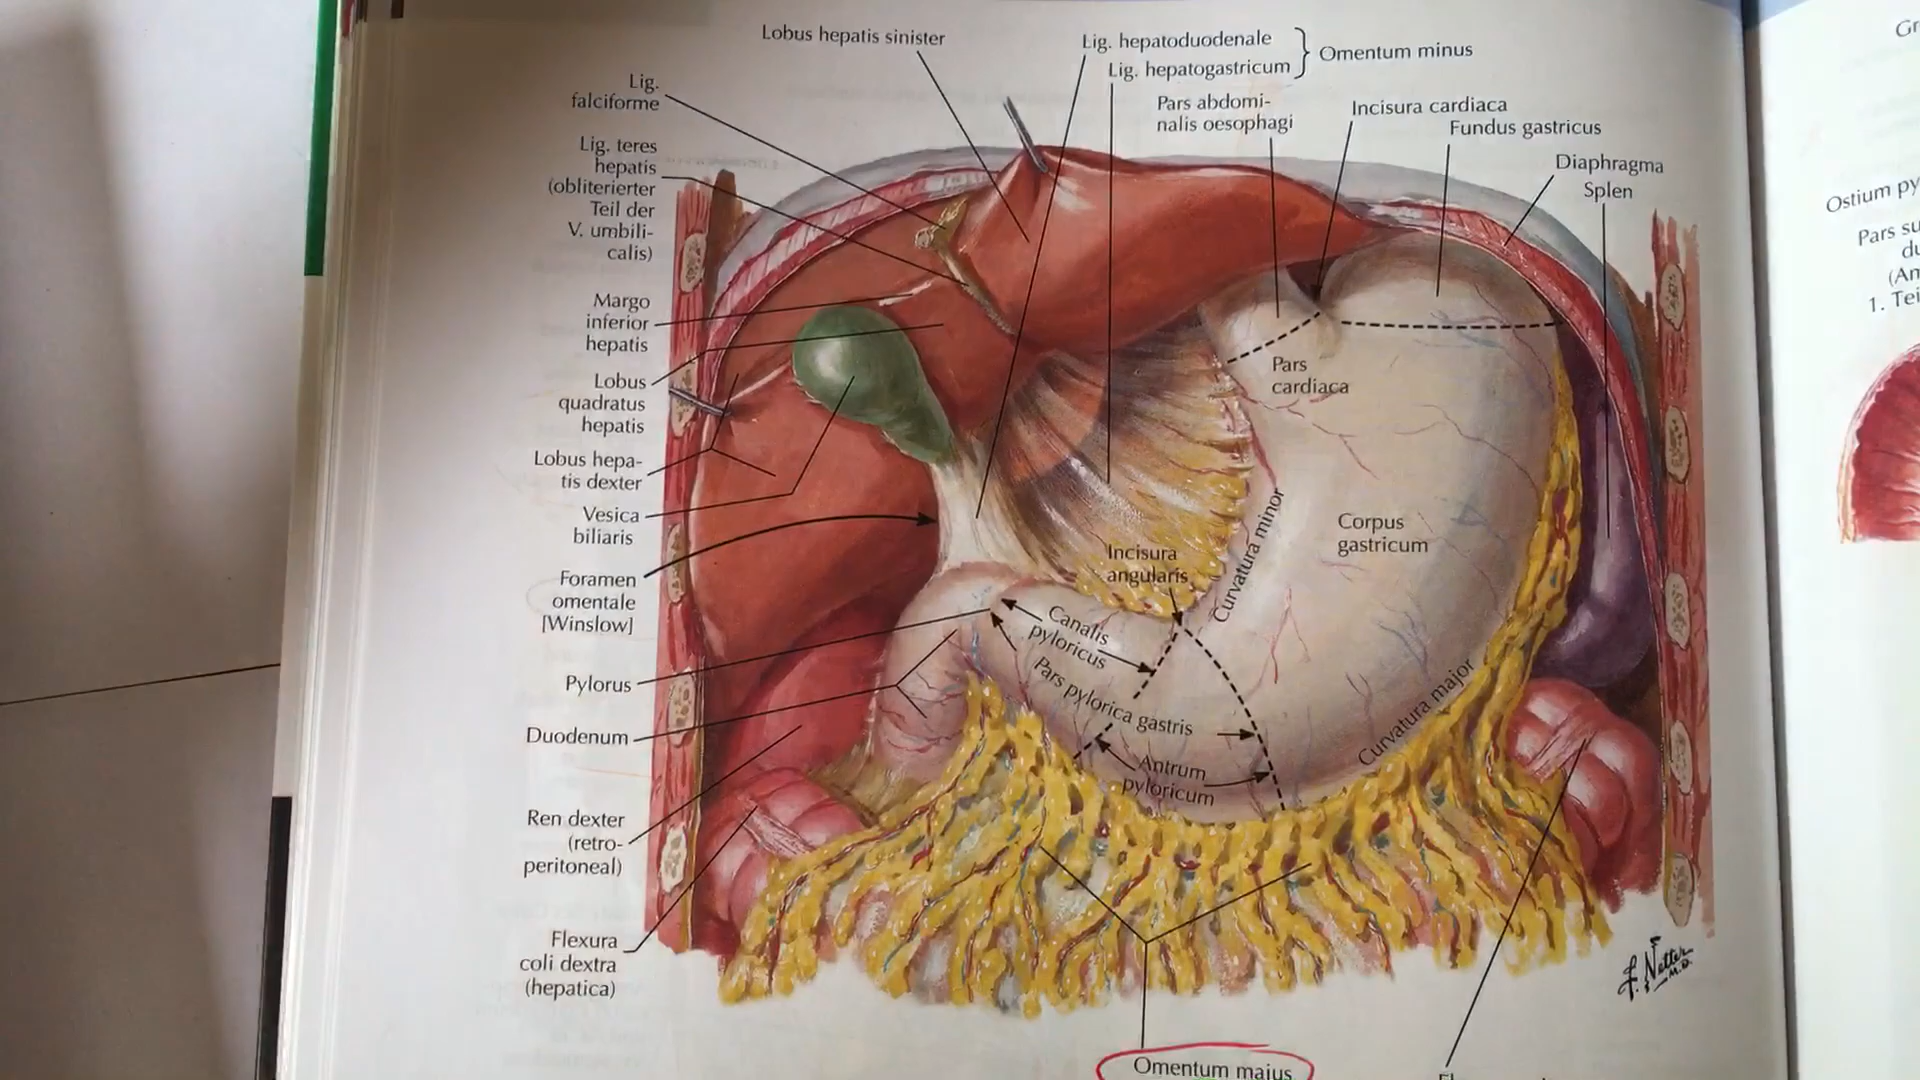 Lobus hepatis sinister
Lig. hepatoduodenale
Lig. hepatogastricum
Omentum minus
Lig.
falciforme
Pars abdomi-
nalis oesophagi
Incisura cardiaca
Fundus gastricus
Diaphragma
Splen
Lig. teres
hepatis
(obliterierter
Teil der
V. umbili-
calis)
Margo
inferior
hepatis
Lobus
quadratus
hepatis
Lobus hepa-
tis dexter
Vesica
biliaris
Foramen
omentale
[Winslow]
Pylorus
Duodenum
Ren dexter
(retro-
peritoneal)
Flexura
coli dextra
(hepatica)
Pars
cardiaca
Corpus
gastricum
Curvatura minor
Incisura
angularis
Canalis
pyloricus
Pars pylorica gastris
Antrum
pyloricum
Curvatura major
Omentum maius
F. Netter
M.D.
Gr
Ostium py
Pars su
du
(An
1. Tei